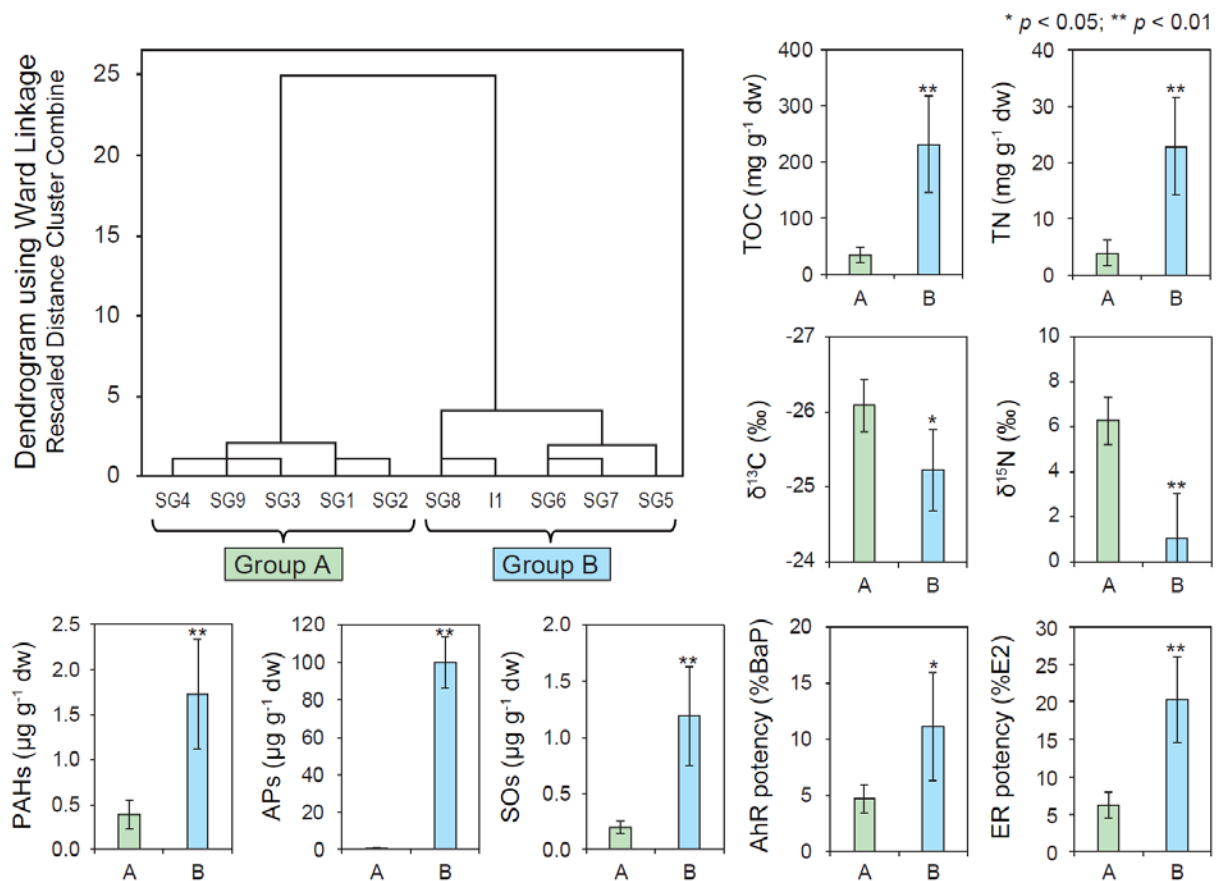 * p < 0.05; ** p < 0.01
Dendrogram using Ward Linkage
Rescaled Distance Cluster Combine
25
20
15
10
5
0
SG4 SG9 SG3 SG1 SG2 SG8 I1 SG6 SG7 SG5
Group A
Group B
TOC (mg g⁻¹ dw)
400
300
200
100
0
**
A B
TN (mg g⁻¹ dw)
40
30
20
10
0
**
A B
δ¹³C (‰)
-27
-26
-25
-24
*
A B
δ¹⁵N (‰)
10
8
6
4
2
0
**
A B
PAHs (µg g⁻¹ dw)
2.5
2.0
1.5
1.0
0.5
0.0
**
A B
APs (µg g⁻¹ dw)
120
100
80
60
40
20
0
**
A B
SOs (µg g⁻¹ dw)
2.0
1.5
1.0
0.5
0.0
**
A B
AhR potency (%BaP)
20
15
10
5
0
*
A B
ER potency (%E2)
30
25
20
15
10
5
0
**
A B